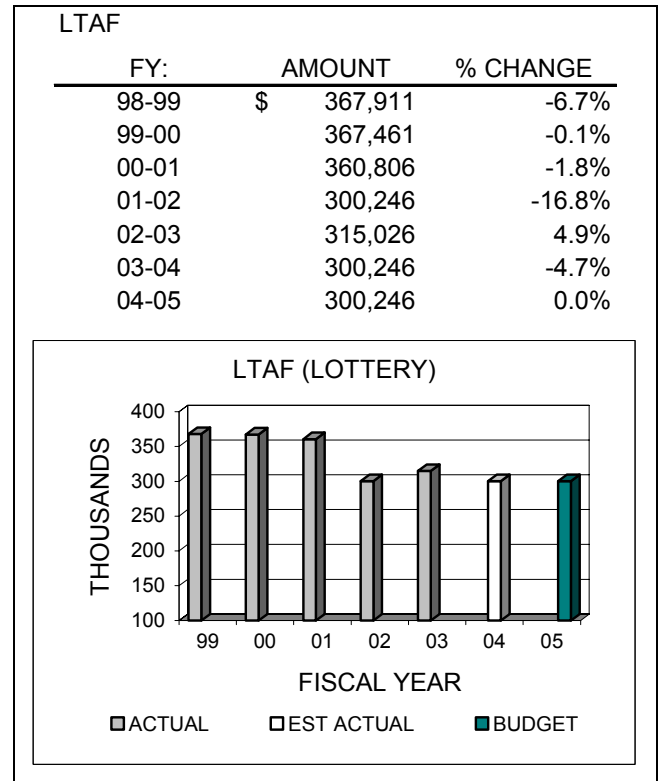 LTAF
FY: AMOUNT % CHANGE
98-99 $ 367,911 -6.7%
99-00 367,461 -0.1%
00-01 360,806 -1.8%
01-02 300,246 -16.8%
02-03 315,026 4.9%
03-04 300,246 -4.7%
04-05 300,246 0.0%
LTAF (LOTTERY)
THOUSANDS
400
350
300
250
200
150
100
99 00 01 02 03 04 05
FISCAL YEAR
ACTUAL EST ACTUAL BUDGET